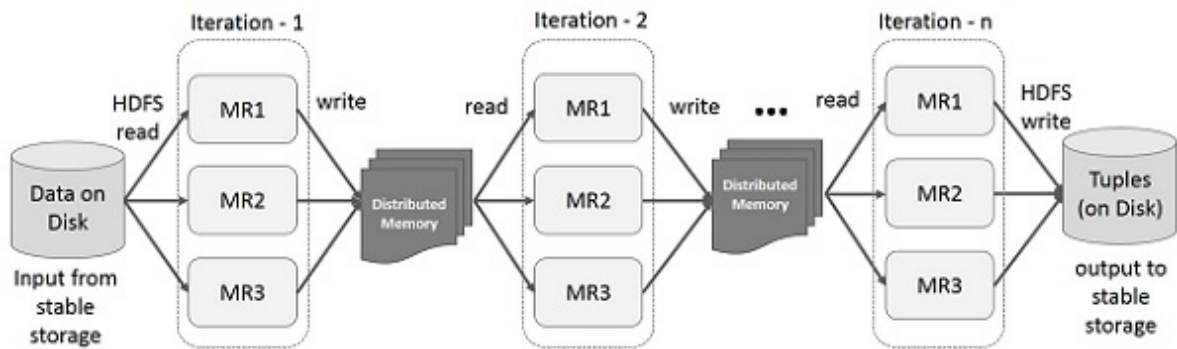 Iteration - 1
Iteration - 2
Iteration - n
HDFS
read
MR1
write
read
MR1
write
...
read
MR1
HDFS
write
Data on
Disk
MR2
Distributed
Memory
MR2
Distributed
Memory
MR2
Tuples
(on Disk)
Input from
stable
storage
MR3
MR3
MR3
output to
stable
storage